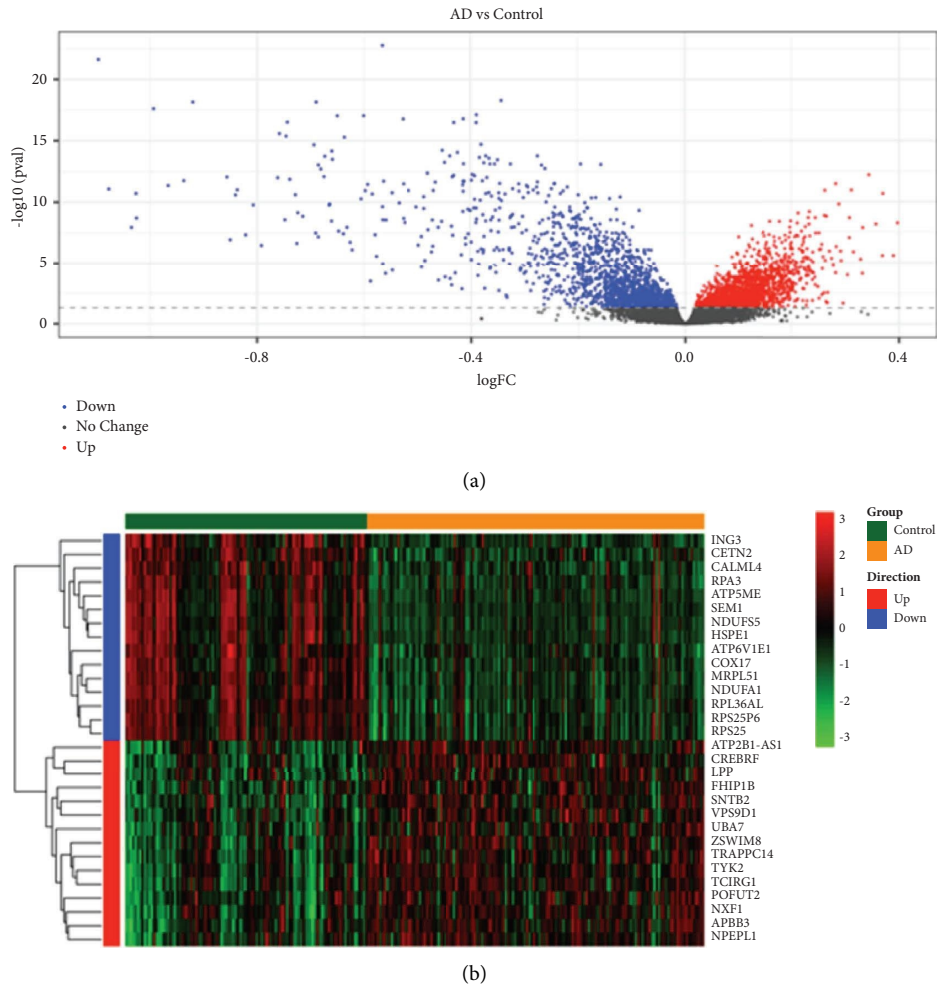 AD vs Control
20
15
10
5
0
-log10 (pval)
-0.8
-0.4
0.0
0.4
logFC
Down
No Change
Up
(a)
ING3
CETN2
CALML4
RPA3
ATP5ME
SEM1
NDUFS5
HSPE1
ATP6V1E1
COX17
MRPL51
NDUFA1
RPL36AL
RPS25P6
RPS25
ATP2B1-AS1
CREBRF
LPP
FHIP1B
SNTB2
VPS9D1
UBA7
ZSWIM8
TRAPPC14
TYK2
TCIRG1
POFUT2
NXF1
APBB3
NPEPL1
3
2
1
0
-1
-2
-3
Group
Control
AD
Direction
Up
Down
(b)